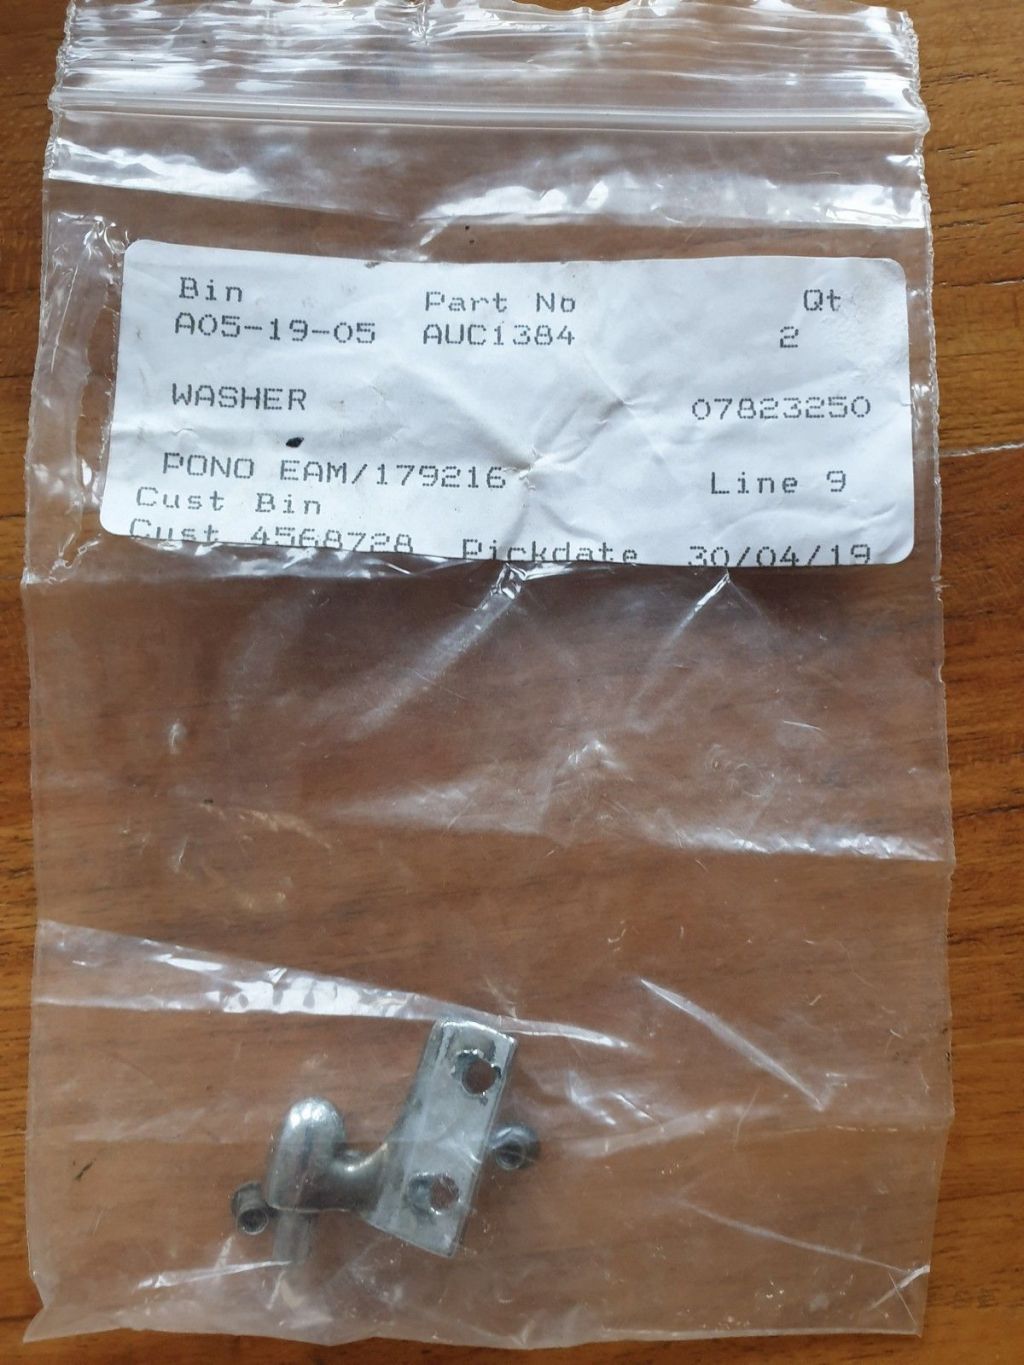 Bin Part No Qt
A05-19-05 AUC1384 2
WASHER 07823250
PONO EAM/179216 Line 9
Cust Bin
Cust 4568728 Pickdate 30/04/19